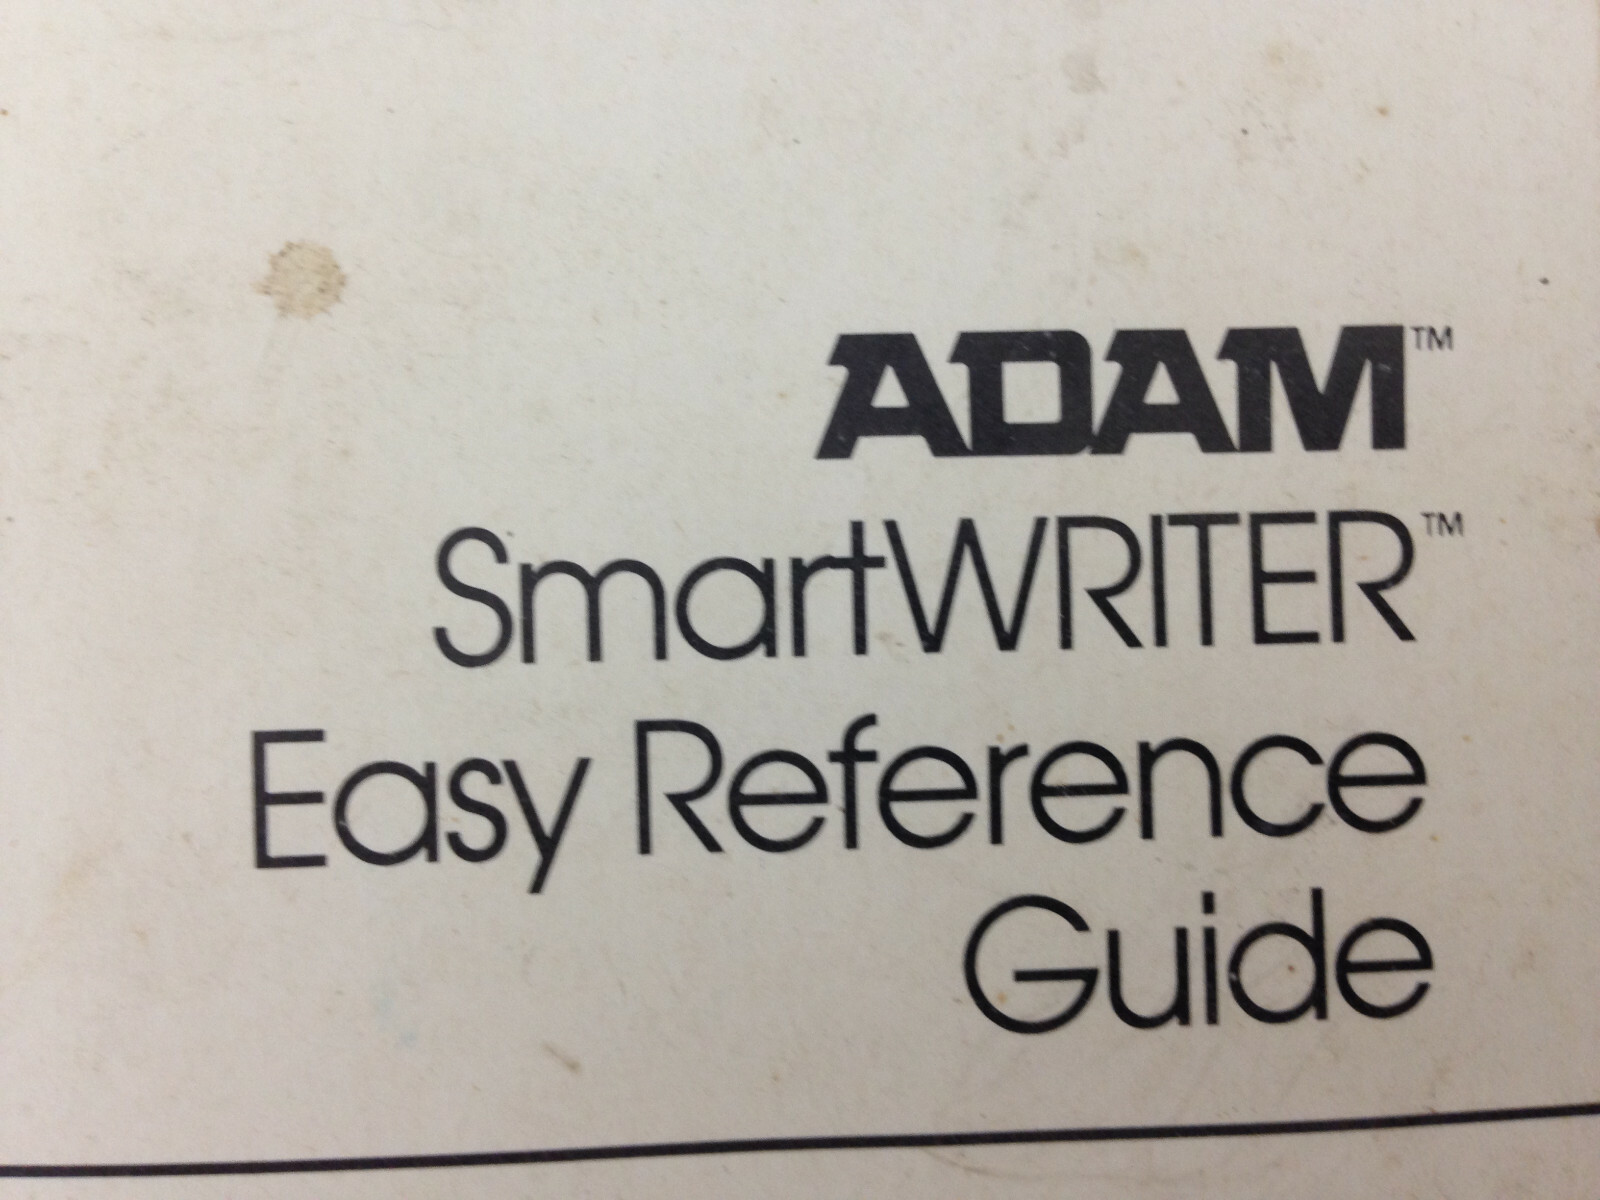 ADAM™
SmartWRITER™
Easy Reference
Guide